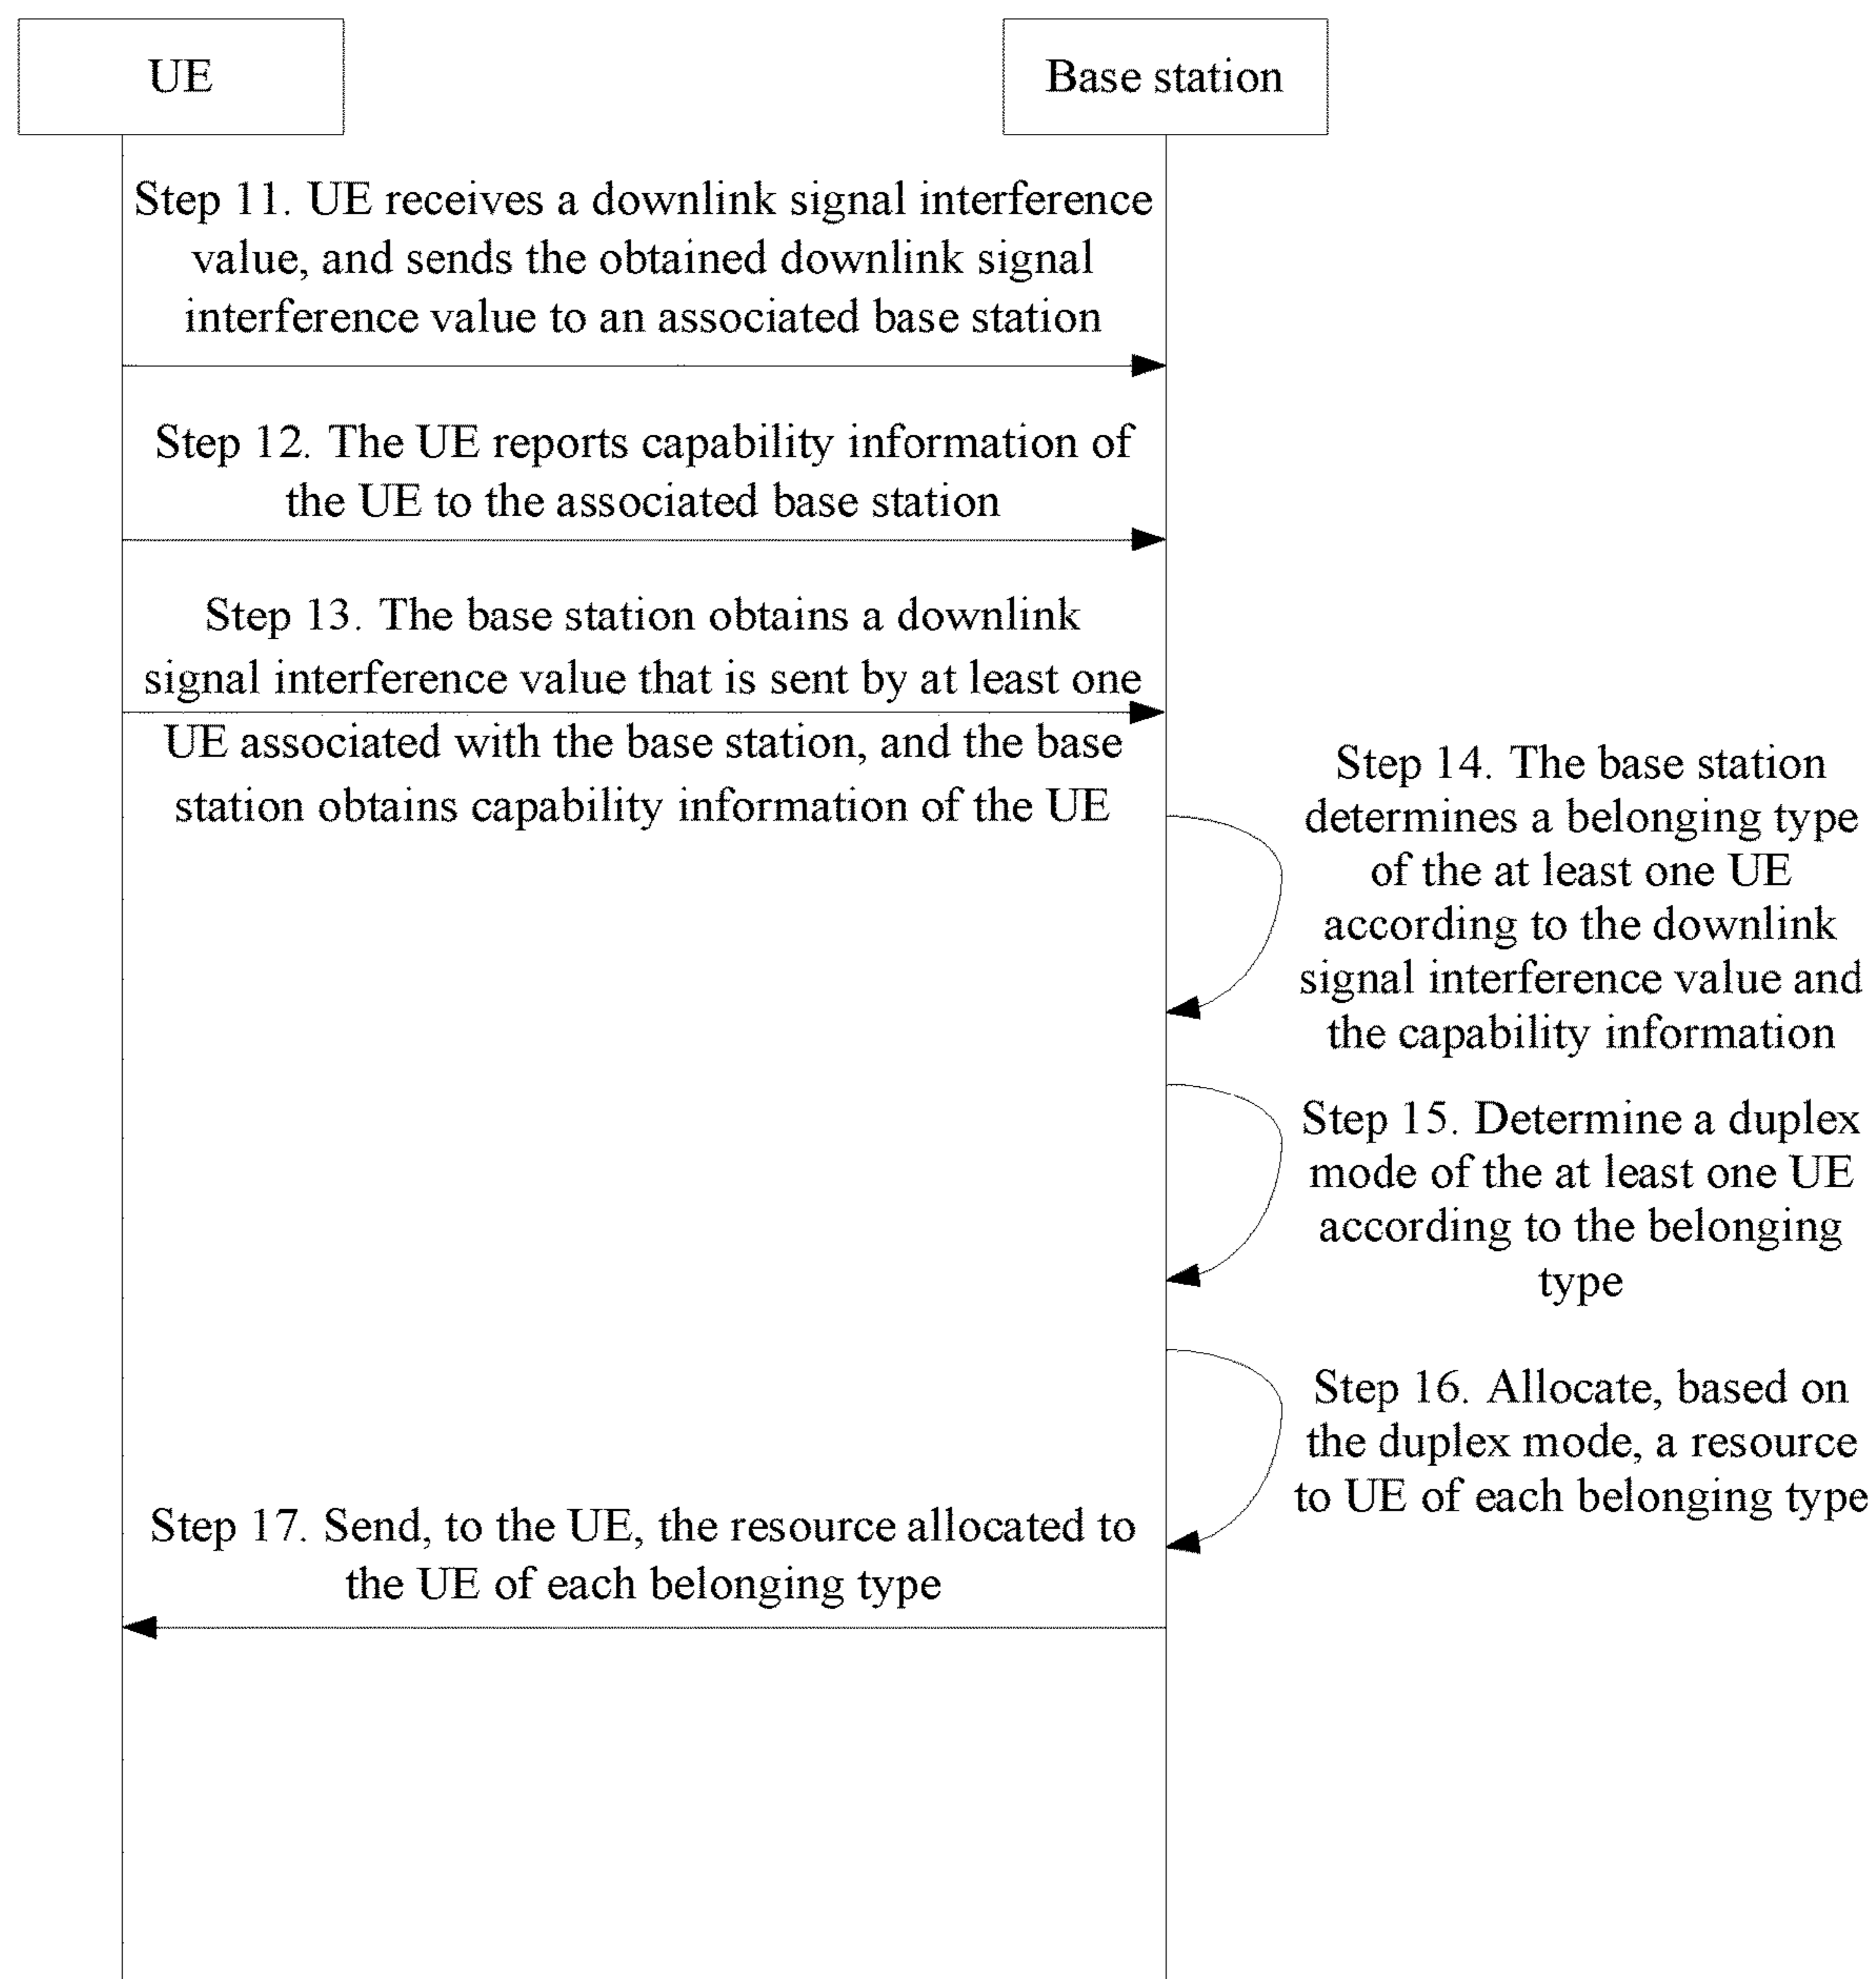 UE
Base station
Step 11. UE receives a downlink signal interference
value, and sends the obtained downlink signal
interference value to an associated base station
Step 12. The UE reports capability information of
the UE to the associated base station
Step 13. The base station obtains a downlink
signal interference value that is sent by at least one
UE associated with the base station, and the base
station obtains capability information of the UE
Step 14. The base station
determines a belonging type
of the at least one UE
according to the downlink
signal interference value and
the capability information
Step 15. Determine a duplex
mode of the at least one UE
according to the belonging
type
Step 16. Allocate, based on
the duplex mode, a resource
to UE of each belonging type
Step 17. Send, to the UE, the resource allocated to
the UE of each belonging type